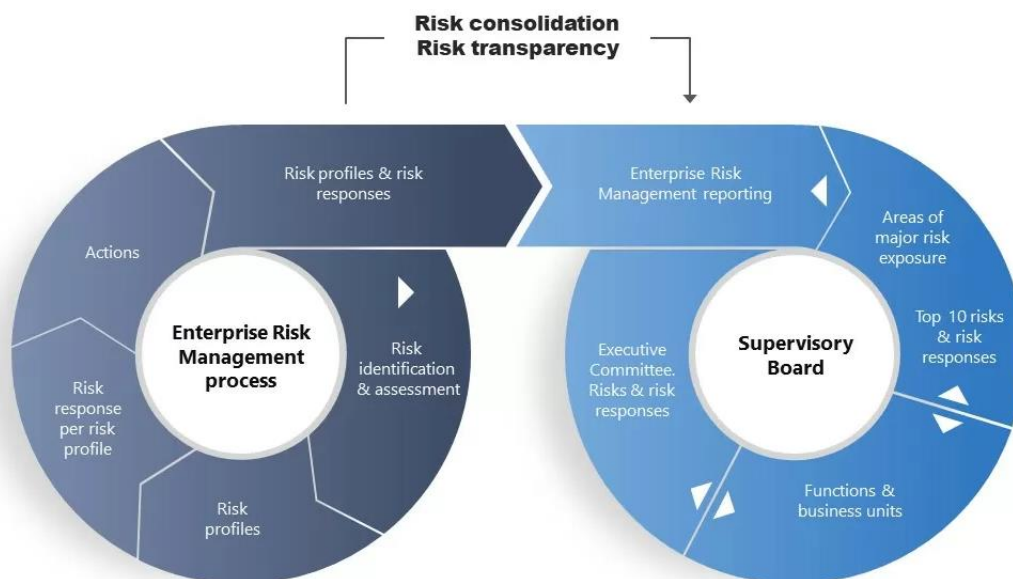 Risk consolidation
Risk transparency
Risk profiles & risk
responses
Actions
Enterprise Risk
Management
process
Risk
identification
& assessment
Risk
response
per risk
profile
Risk
profiles
Enterprise Risk
Management reporting
Areas of
major risk
exposure
Top 10 risks
& risk
responses
Supervisory
Board
Executive
Committee.
Risks & risk
responses
Functions &
business units